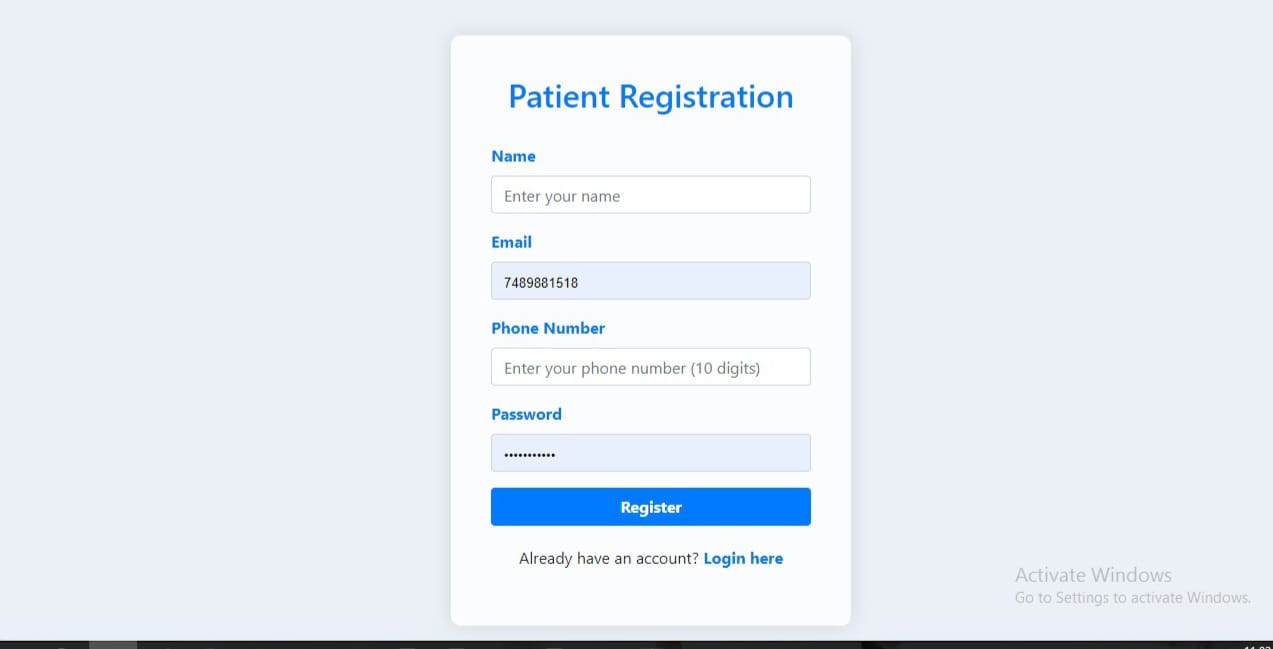 Patient Registration
Name
Enter your name
Email
7489881518
Phone Number
Enter your phone number (10 digits)
Password
•••••••••••
Register
Already have an account? Login here
Activate Windows
Go to Settings to activate Windows.